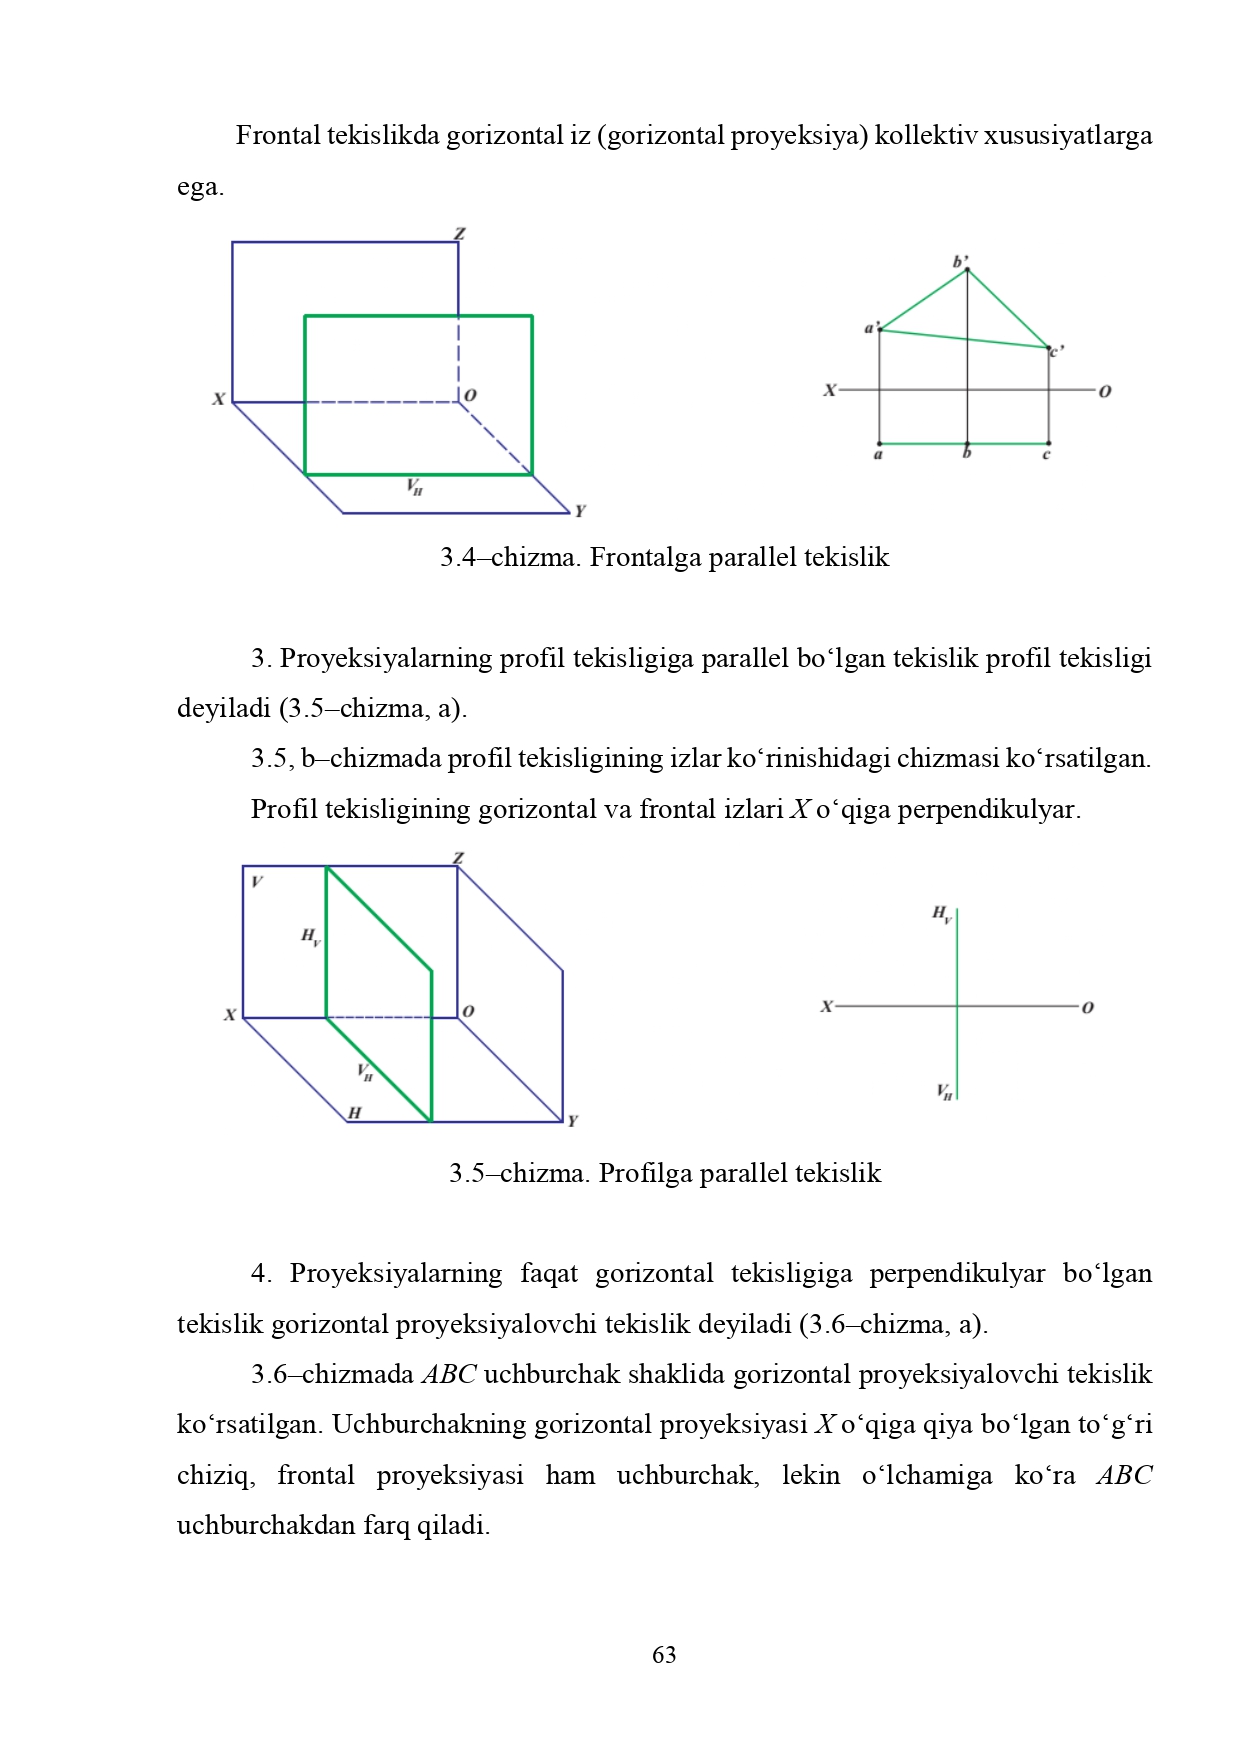 Frontal tekislikda gorizontal iz (gorizontal proyeksiya) kollektiv xususiyatlarga
ega.
Z
X
O
V_H
Y
b’
a’
c’
X
O
a
b
c
3.4–chizma. Frontalga parallel tekislik
3. Proyeksiyalarning profil tekisligiga parallel bo‘lgan tekislik profil tekisligi
deyiladi (3.5–chizma, a).
3.5, b–chizmada profil tekisligining izlar ko‘rinishidagi chizmasi ko‘rsatilgan.
Profil tekisligining gorizontal va frontal izlari X o‘qiga perpendikulyar.
Z
V
H_V
X
O
V_H
H
Y
H_V
X
O
V_H
3.5–chizma. Profilga parallel tekislik
4. Proyeksiyalarning faqat gorizontal tekisligiga perpendikulyar bo‘lgan
tekislik gorizontal proyeksiyalovchi tekislik deyiladi (3.6–chizma, a).
3.6–chizmada ABC uchburchak shaklida gorizontal proyeksiyalovchi tekislik
ko‘rsatilgan. Uchburchakning gorizontal proyeksiyasi X o‘qiga qiya bo‘lgan to‘g‘ri
chiziq, frontal proyeksiyasi ham uchburchak, lekin o‘lchamiga ko‘ra ABC
uchburchakdan farq qiladi.
63